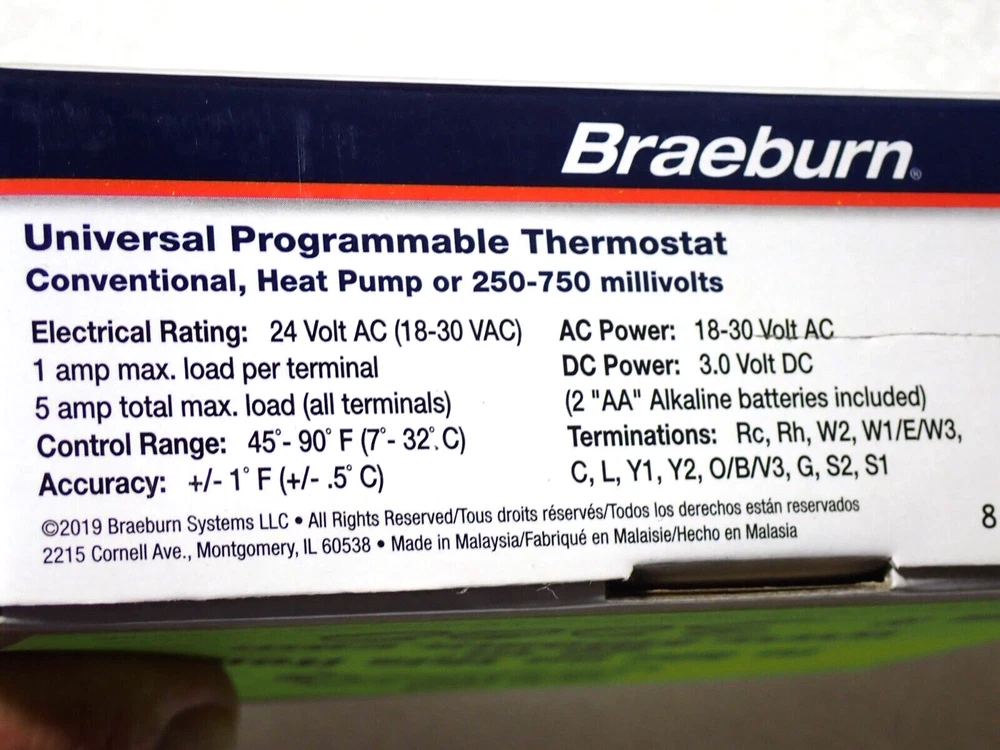 Braeburn®
Universal Programmable Thermostat
Conventional, Heat Pump or 250-750 millivolts
Electrical Rating: 24 Volt AC (18-30 VAC)
1 amp max. load per terminal
5 amp total max. load (all terminals)
Control Range: 45°- 90° F (7°- 32°.C)
Accuracy: +/- 1° F (+/- .5° C)
AC Power: 18-30 Volt AC
DC Power: 3.0 Volt DC
(2 "AA" Alkaline batteries included)
Terminations: Rc, Rh, W2, W1/E/W3,
C, L, Y1, Y2, O/B/V3, G, S2, S1
©2019 Braeburn Systems LLC • All Rights Reserved/Tous droits réservés/Todos los derechos están reservados
2215 Cornell Ave., Montgomery, IL 60538 • Made in Malaysia/Fabriqué en Malaisie/Hecho en Malasia
8